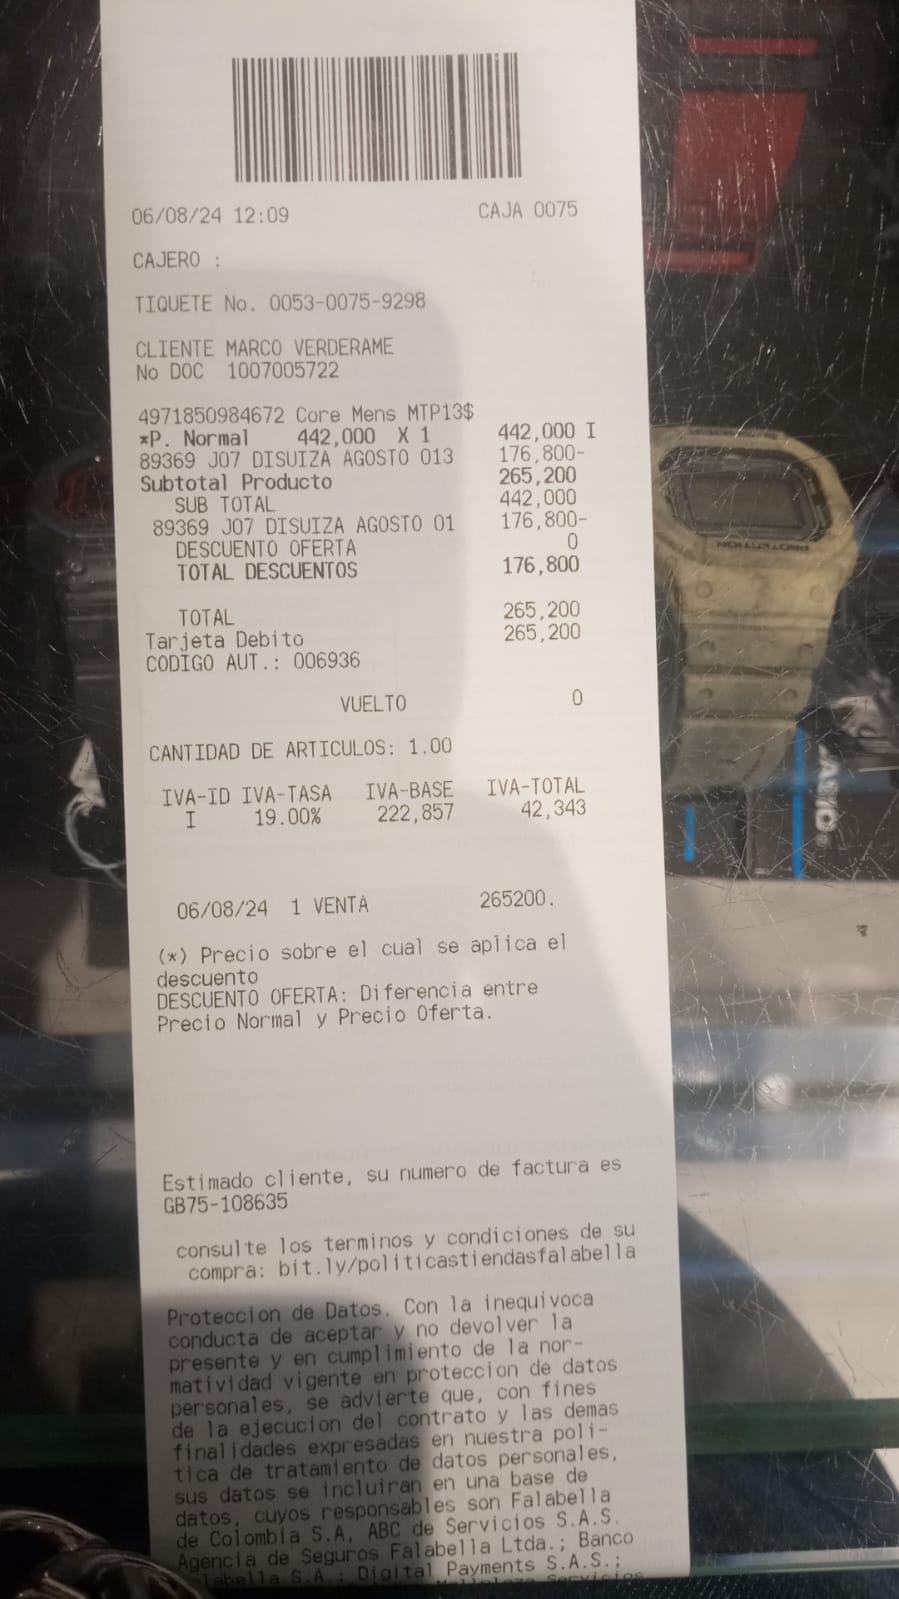 06/08/24 12:09 CAJA 0075
CAJERO :
TIQUETE No. 0053-0075-9298
CLIENTE MARCO VERDERAME
No DOC 1007005722
4971850984672 Core Mens MTP13$
*P. Normal 442,000 X 1 442,000 I
89369 J07 DISUIZA AGOSTO 013 176,800-
Subtotal Producto 265,200
SUB TOTAL 442,000
89369 J07 DISUIZA AGOSTO 01 176,800-
DESCUENTO OFERTA 0
TOTAL DESCUENTOS 176,800
TOTAL 265,200
Tarjeta Debito 265,200
CODIGO AUT.: 006936
VUELTO 0
CANTIDAD DE ARTICULOS: 1.00
IVA-ID IVA-TASA IVA-BASE IVA-TOTAL
I 19.00% 222,857 42,343
06/08/24 1 VENTA 265200.
(*) Precio sobre el cual se aplica el
descuento
DESCUENTO OFERTA: Diferencia entre
Precio Normal y Precio Oferta.
Estimado cliente, su numero de factura es
GB75-108635
consulte los terminos y condiciones de su
compra: bit.ly/politicastiendasfalabella
Proteccion de Datos. Con la inequivoca
conducta de aceptar y no devolver la
presente y en cumplimiento de la nor-
matividad vigente en proteccion de datos
personales, se advierte que, con fines
de la ejecucion del contrato y las demas
finalidades expresadas en nuestra poli-
tica de tratamiento de datos personales,
sus datos se incluiran en una base de
datos, cuyos responsables son Falabella
de Colombia S.A, ABC de Servicios S.A.S.
Agencia de Seguros Falabella Ltda.; Banco
Falabella S.A.; Digital Payments S.A.S.;
Servicios
CASIO